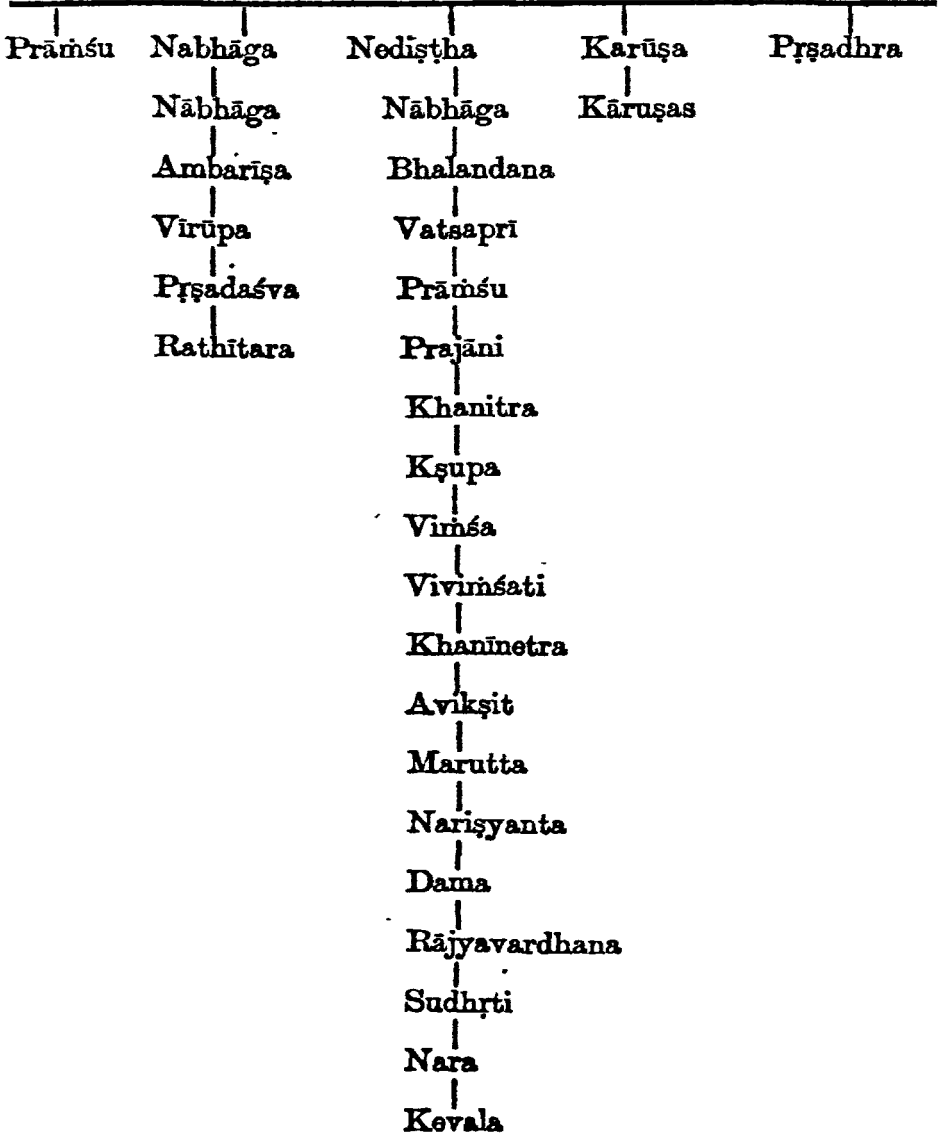 Prāṁśu Nabhāga Nediṣṭha Karūṣa Pṛṣadhra
Nābhāga Nābhāga Kāruṣas
Ambarīṣa Bhalandana
Vīrūpa Vatsaprī
Pṛṣadaśva Prāṁśu
Rathītara Prajāni
Khanitra
Kṣupa
Viṁśa
Viviṁśati
Khanīnetra
Avikṣit
Marutta
Nariṣyanta
Dama
Rājyavardhana
Sudhṛti
Nara
Kevala